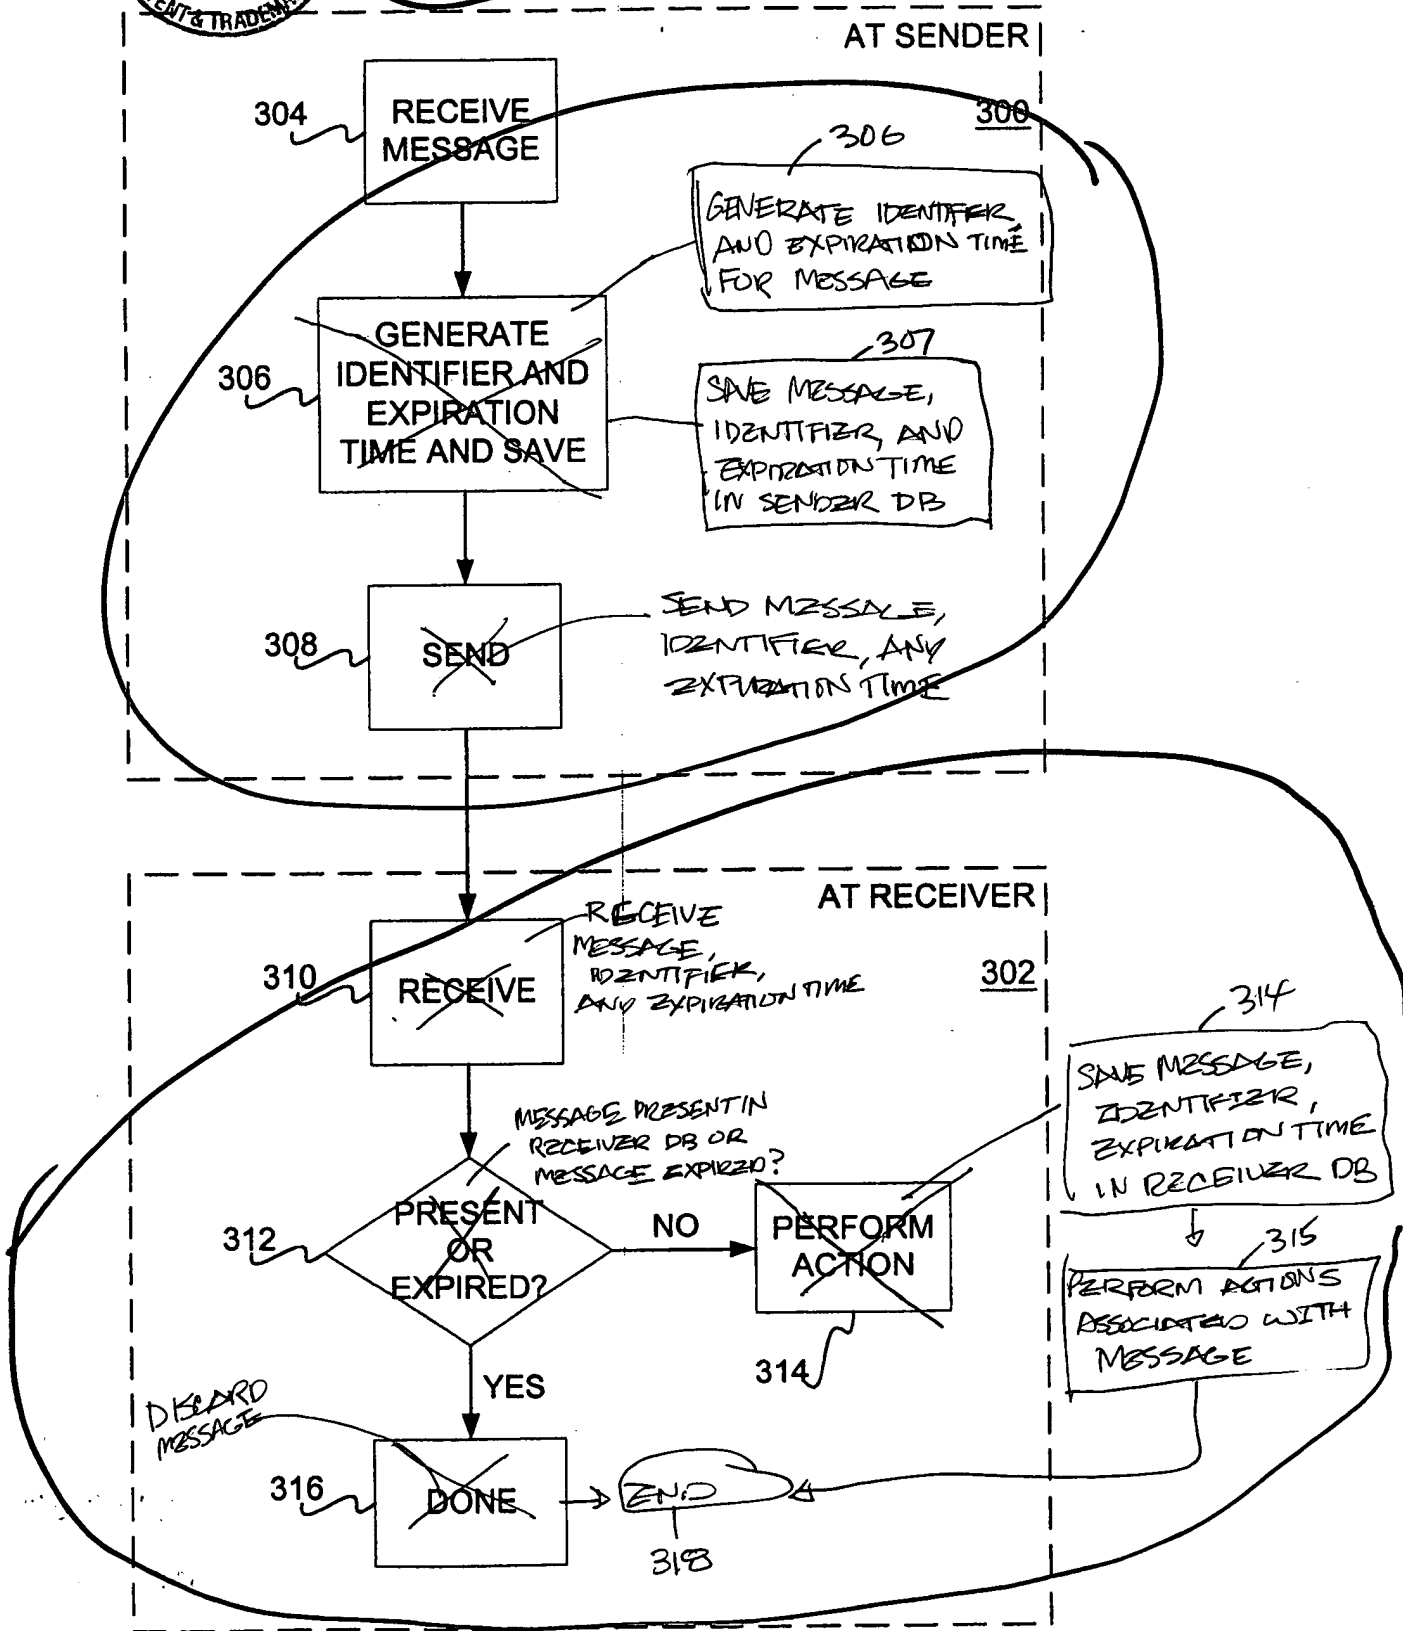 ENT & TRADEMA
AT SENDER
300
304
RECEIVE
MESSAGE
306
GENERATE IDENTIFER
AND EXPIRATION TIME
FOR MESSAGE
306
GENERATE
IDENTIFIER AND
EXPIRATION
TIME AND SAVE
307
SAVE MESSAGE,
IDENTIFIER, AND
EXPIRATION TIME
IN SENDER DB
308
SEND
SEND MESSAGE,
IDENTIFIER, ANY
EXPIRATION TIME
AT RECEIVER
302
310
RECEIVE
RECEIVE
MESSAGE,
IDENTIFIER,
AND EXPIRATION TIME
MESSAGE PRESENT IN
RECEIVER DB OR
MESSAGE EXPIRED?
312
PRESENT
OR
EXPIRED?
NO
PERFORM
ACTION
314
314
SAVE MESSAGE,
IDENTIFIER,
EXPIRATION TIME
IN RECEIVER DB
315
PERFORM ACTIONS
ASSOCIATED WITH
MESSAGE
YES
DISCARD
MESSAGE
316
DONE
END
318